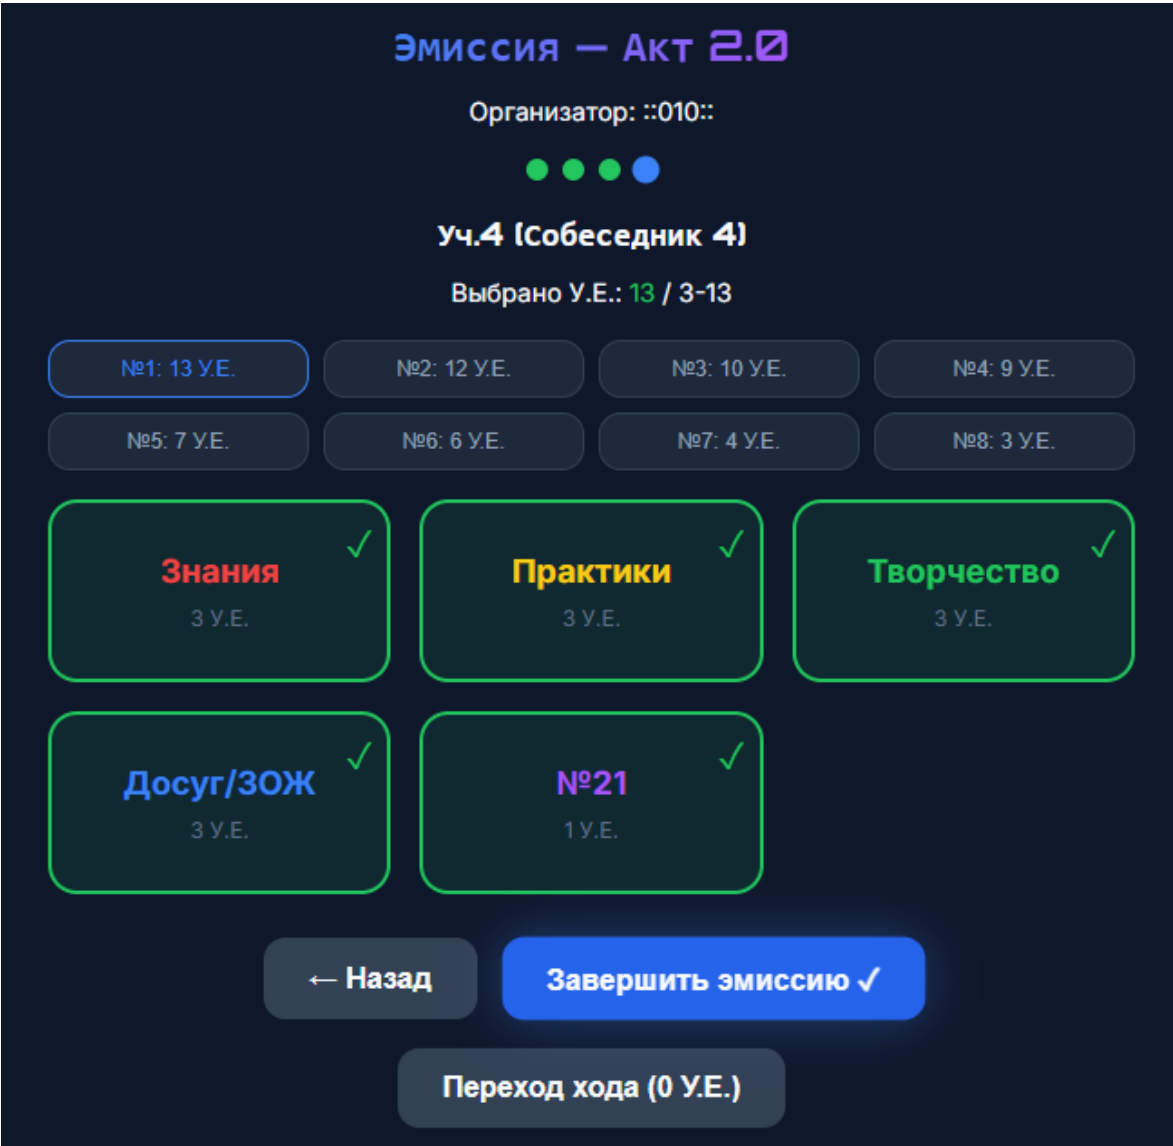 Эмиссия — Акт 2.0
Организатор: ::010::
Уч.4 (Собеседник 4)
Выбрано У.Е.: 13 / 3-13
№1: 13 У.Е. №2: 12 У.Е. №3: 10 У.Е. №4: 9 У.Е.
№5: 7 У.Е. №6: 6 У.Е. №7: 4 У.Е. №8: 3 У.Е.
Знания ✓ Практики ✓ Творчество ✓
3 У.Е. 3 У.Е. 3 У.Е.
Досуг/ЗОЖ ✓ №21 ✓
3 У.Е. 1 У.Е.
← Назад Завершить эмиссию ✓
Переход хода (0 У.Е.)